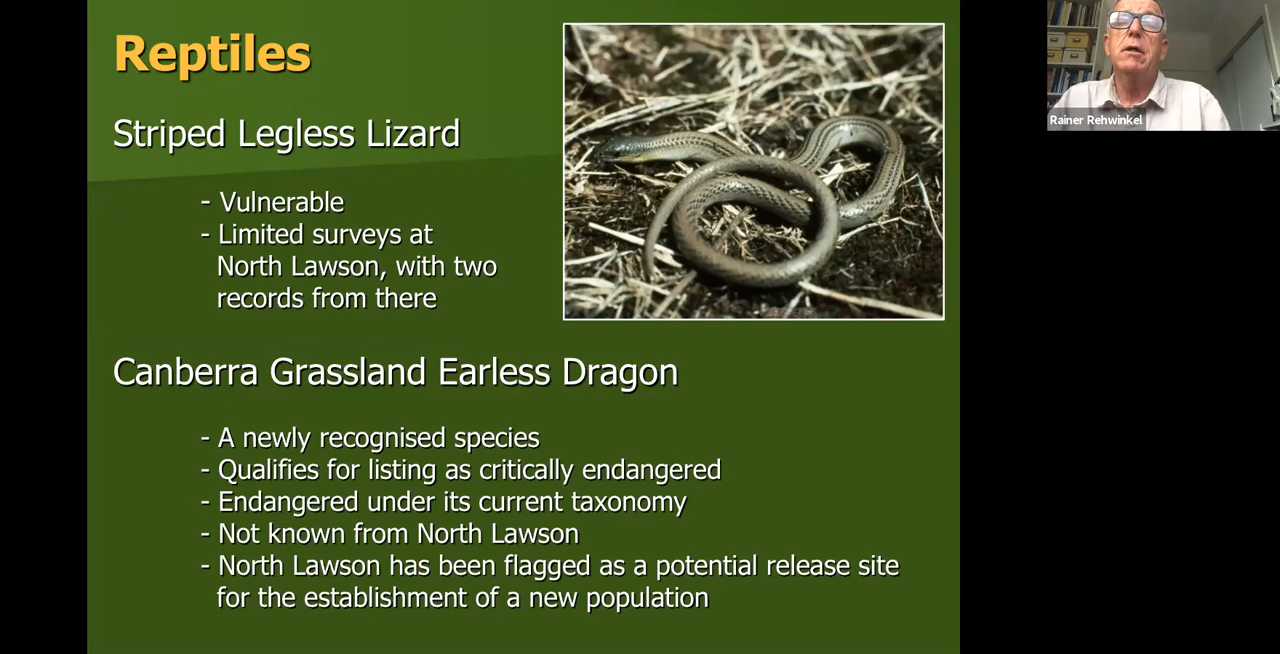 Reptiles
Striped Legless Lizard
- Vulnerable
- Limited surveys at
North Lawson, with two
records from there
Canberra Grassland Earless Dragon
- A newly recognised species
- Qualifies for listing as critically endangered
- Endangered under its current taxonomy
- Not known from North Lawson
- North Lawson has been flagged as a potential release site
for the establishment of a new population
Rainer Rehwinkel